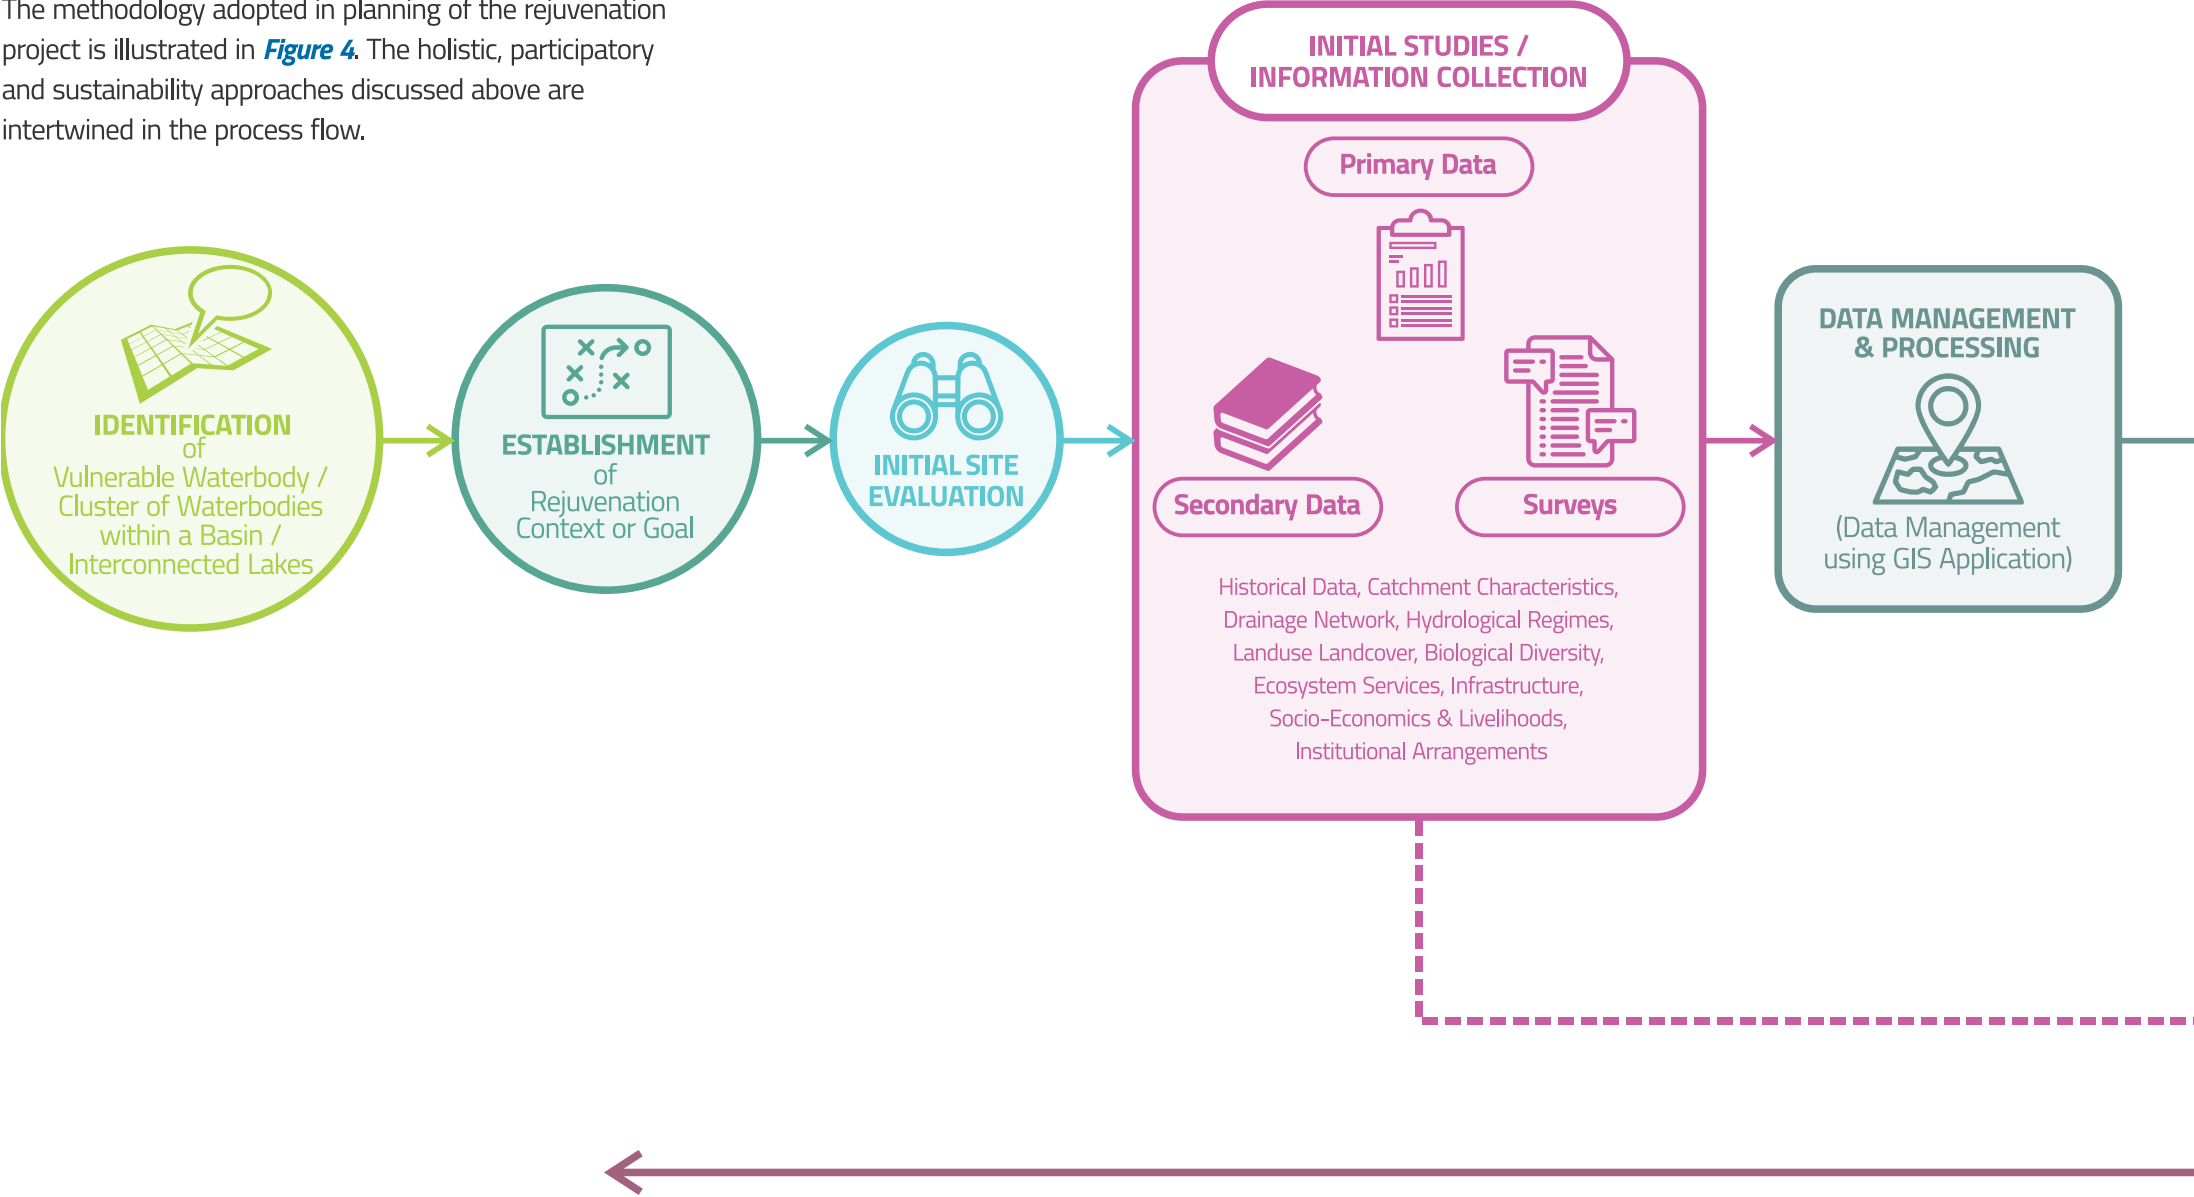 The methodology adopted in planning of the rejuvenation
project is illustrated in Figure 4. The holistic, participatory
and sustainability approaches discussed above are
intertwined in the process flow.
IDENTIFICATION
of
Vulnerable Waterbody /
Cluster of Waterbodies
within a Basin /
Interconnected Lakes
ESTABLISHMENT
of
Rejuvenation
Context or Goal
INITIAL SITE
EVALUATION
INITIAL STUDIES /
INFORMATION COLLECTION
Primary Data
Secondary Data
Surveys
Historical Data, Catchment Characteristics,
Drainage Network, Hydrological Regimes,
Landuse Landcover, Biological Diversity,
Ecosystem Services, Infrastructure,
Socio-Economics & Livelihoods,
Institutional Arrangements
DATA MANAGEMENT
& PROCESSING
(Data Management
using GIS Application)